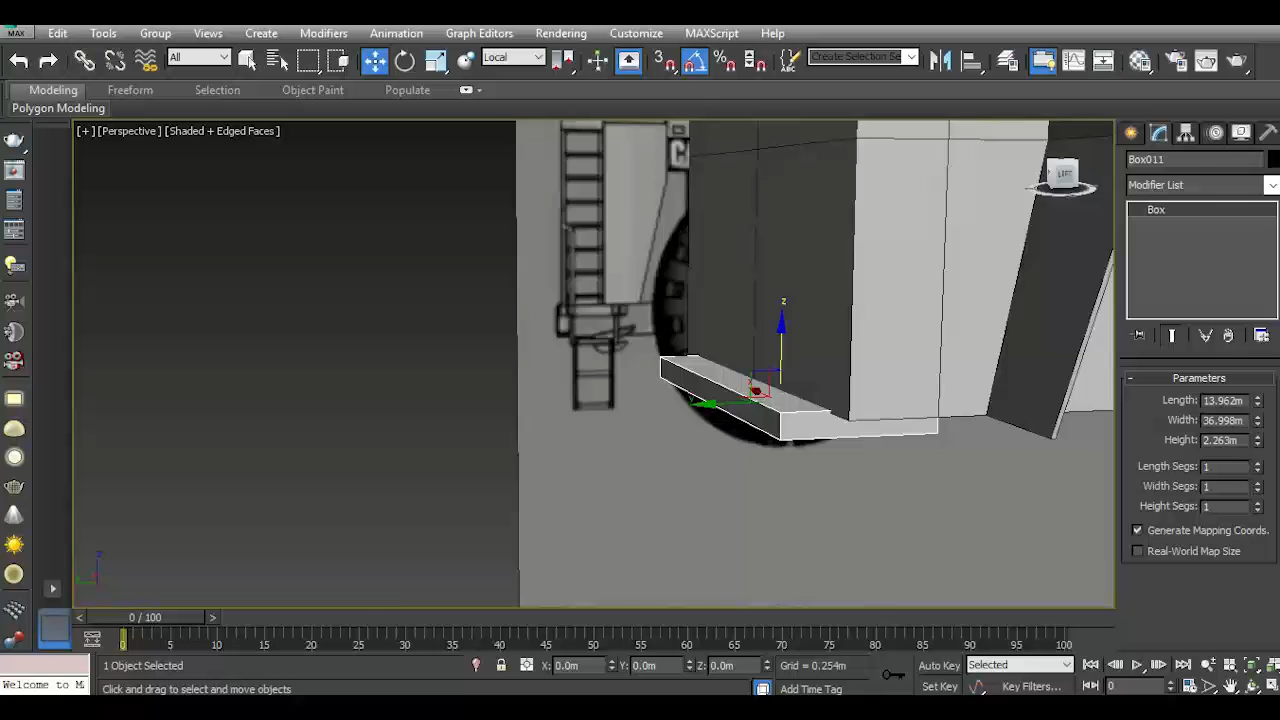 MAX Edit Tools Group Views Create Modifiers Animation Graph Editors Rendering Customize MAXScript Help
All Local 3 % ABC Create Selection Se
Modeling Freeform Selection Object Paint Populate
Polygon Modeling
[+][Perspective][Shaded + Edged Faces]
C
LEFT
z
x
z
Box011
Modifier List
Box
Parameters
Length: 13.962m
Width: 36.998m
Height: 2.263m
Length Segs: 1
Width Segs: 1
Height Segs: 1
Generate Mapping Coords.
Real-World Map Size
< 0 / 100 >
0 5 10 15 20 25 30 35 40 45 50 55 60 65 70 75 80 85 90 95 100
1 Object Selected X: 0.0m Y: 0.0m Z: 0.0m Grid = 0.254m Auto Key Selected
Welcome to M. Click and drag to select and move objects Add Time Tag Set Key Key Filters... 0